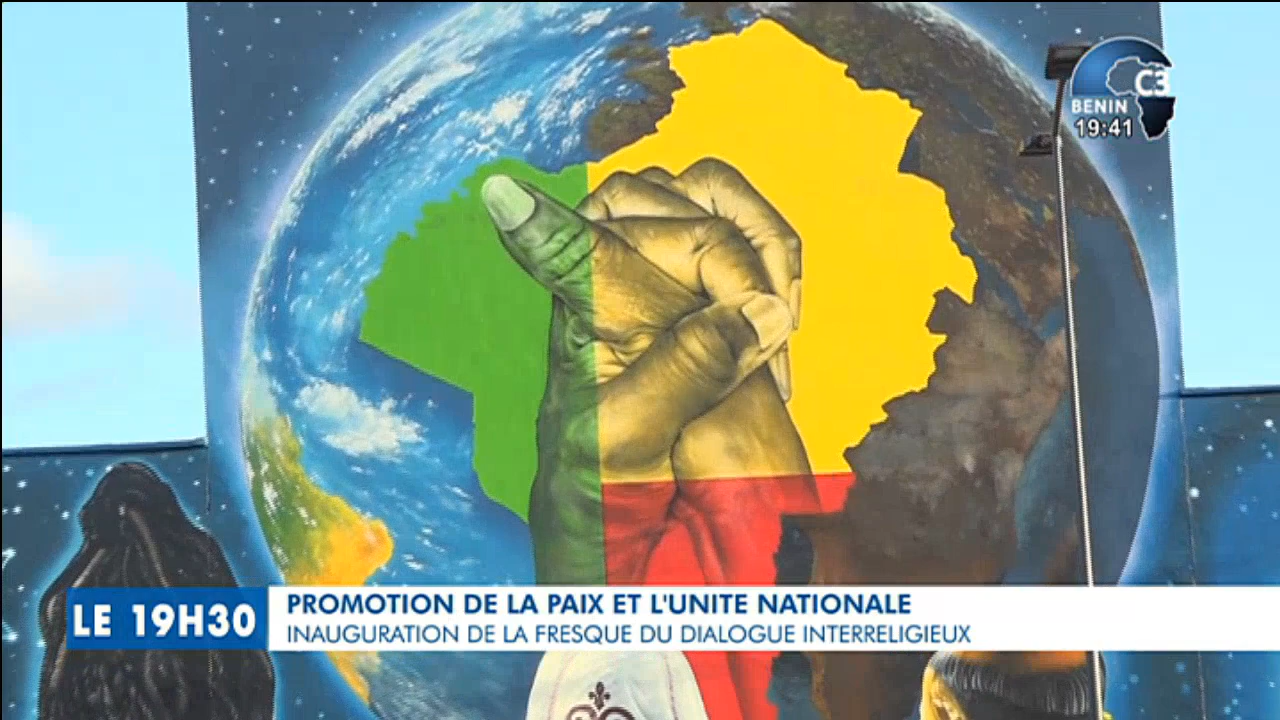 C3
BENIN
19:41
LE 19H30
PROMOTION DE LA PAIX ET L'UNITE NATIONALE
INAUGURATION DE LA FRESQUE DU DIALOGUE INTERRELIGIEUX